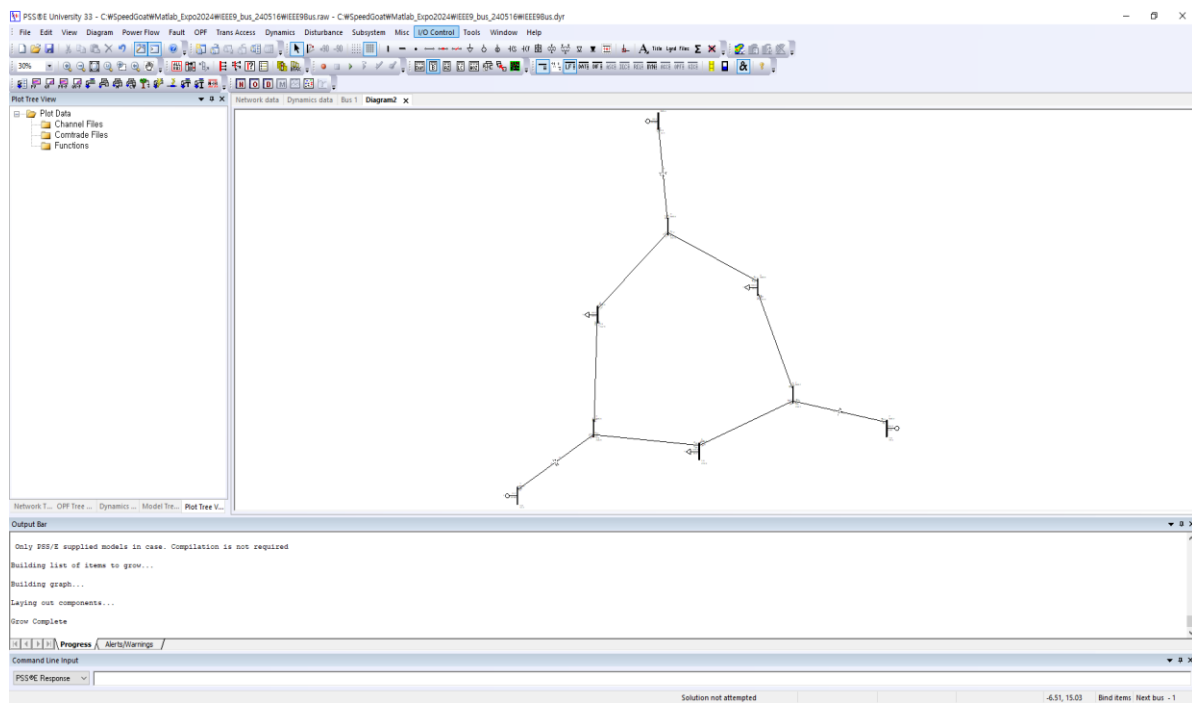 PSS®E University 33 - C:₩SpeedGoat₩Matlab_Expo2024₩IEEE9_bus_240516₩IEEE9Bus.raw - C:₩SpeedGoat₩Matlab_Expo2024₩IEEE9_bus_240516₩IEEE9Bus.dyr
File Edit View Diagram Power Flow Fault OPF Trans Access Dynamics Disturbance Subsystem Misc I/O Control Tools Window Help
30%
Plot Tree View
Network data Dynamics data Bus 1 Diagram2 x
Plot Data
Channel Files
Comtrade Files
Functions
Network T... OPF Tree ... Dynamics ... Model Tre... Plot Tree V...
Output Bar
Only PSS/E supplied models in case. Compilation is not required
Building list of items to grow...
Building graph...
Laying out components...
Grow Complete
Progress Alerts/Warnings
Command Line Input
PSS®E Response
Solution not attempted -6.51, 15.03 Bind items Next bus - 1